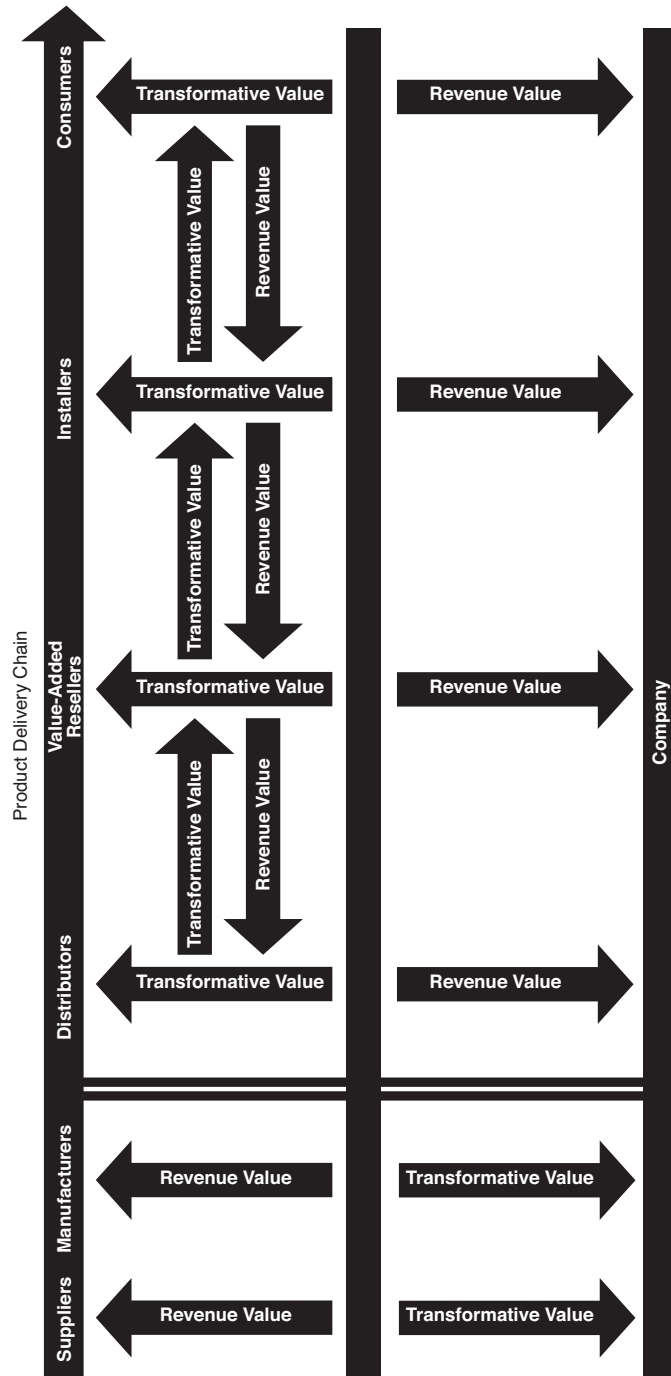 Product Delivery Chain
Consumers
Transformative Value
Revenue Value
Transformative Value
Revenue Value
Installers
Transformative Value
Revenue Value
Transformative Value
Revenue Value
Value-Added
Resellers
Transformative Value
Revenue Value
Company
Transformative Value
Revenue Value
Distributors
Transformative Value
Revenue Value
Manufacturers
Revenue Value
Transformative Value
Suppliers
Revenue Value
Transformative Value